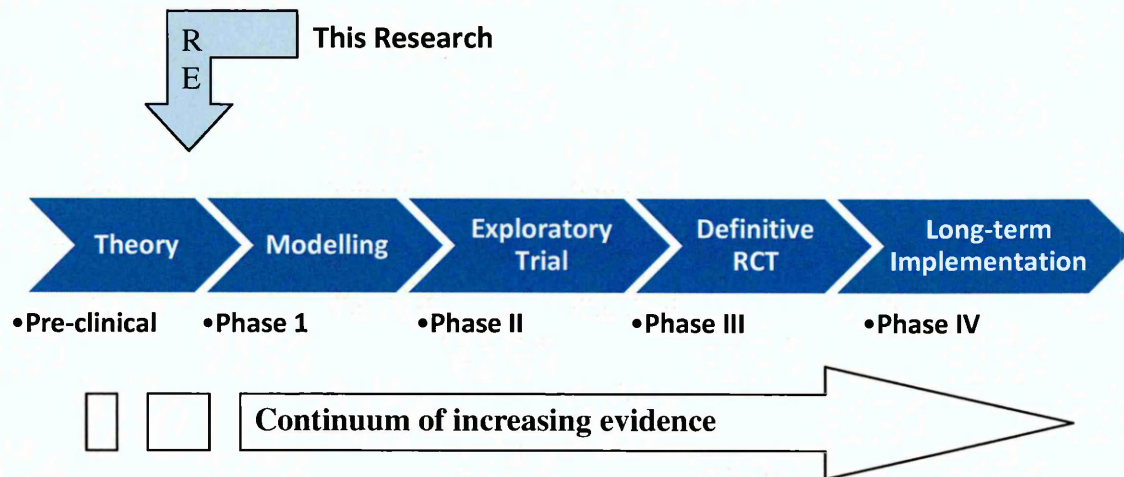 R
E
This Research
Theory
Modelling
Exploratory
Trial
Definitive
RCT
Long-term
Implementation
•Pre-clinical
•Phase 1
•Phase II
•Phase III
•Phase IV
Continuum of increasing evidence